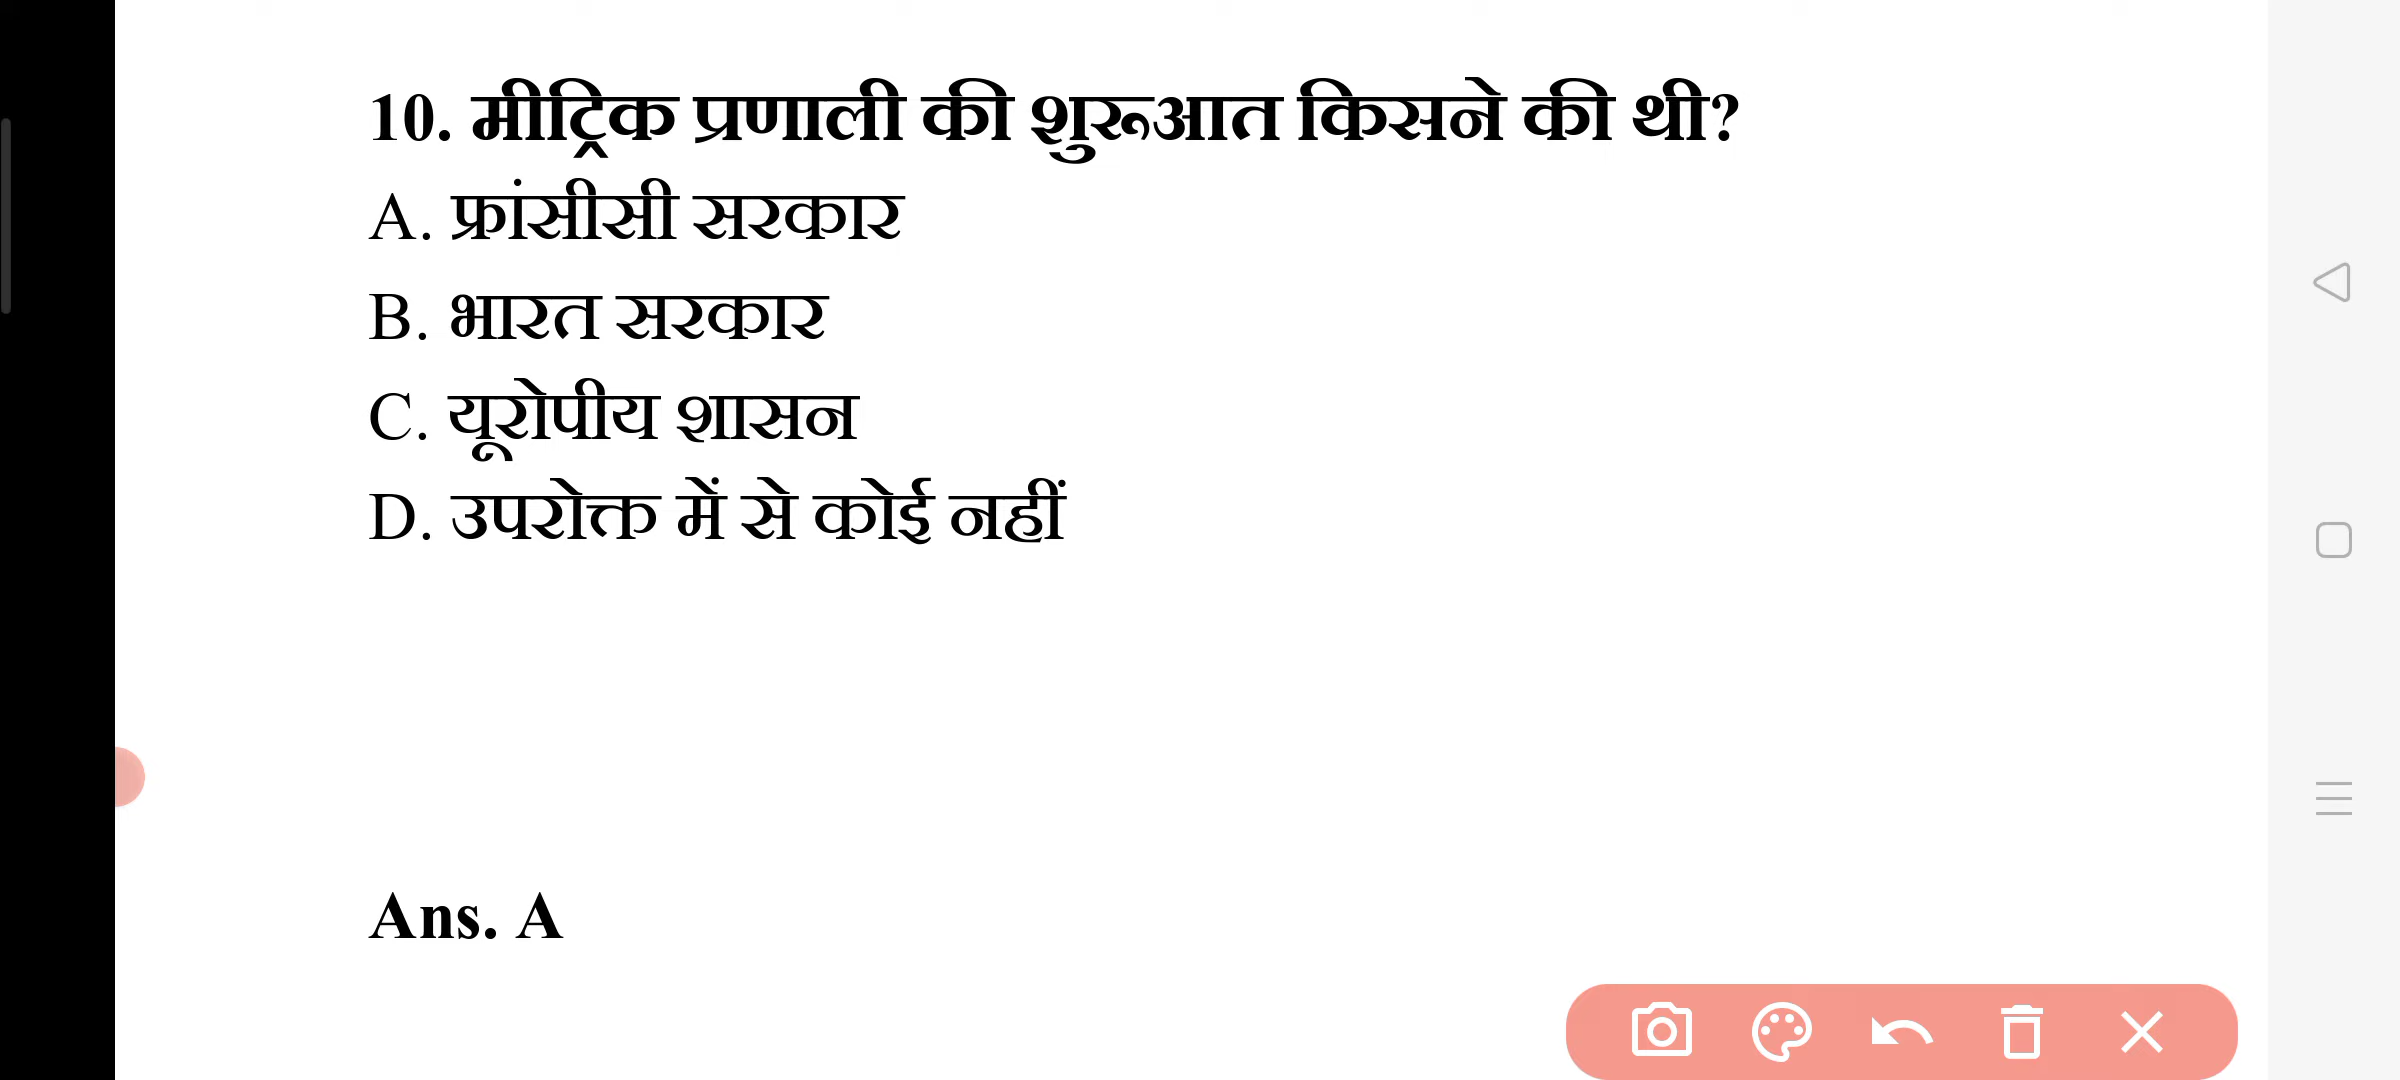 10. मीट्रिक प्रणाली की शुरूआत किसने की थी?
A. फ्रांसीसी सरकार
B. भारत सरकार
C. यूरोपीय शासन
D. उपरोक्त में से कोई नहीं
Ans. A